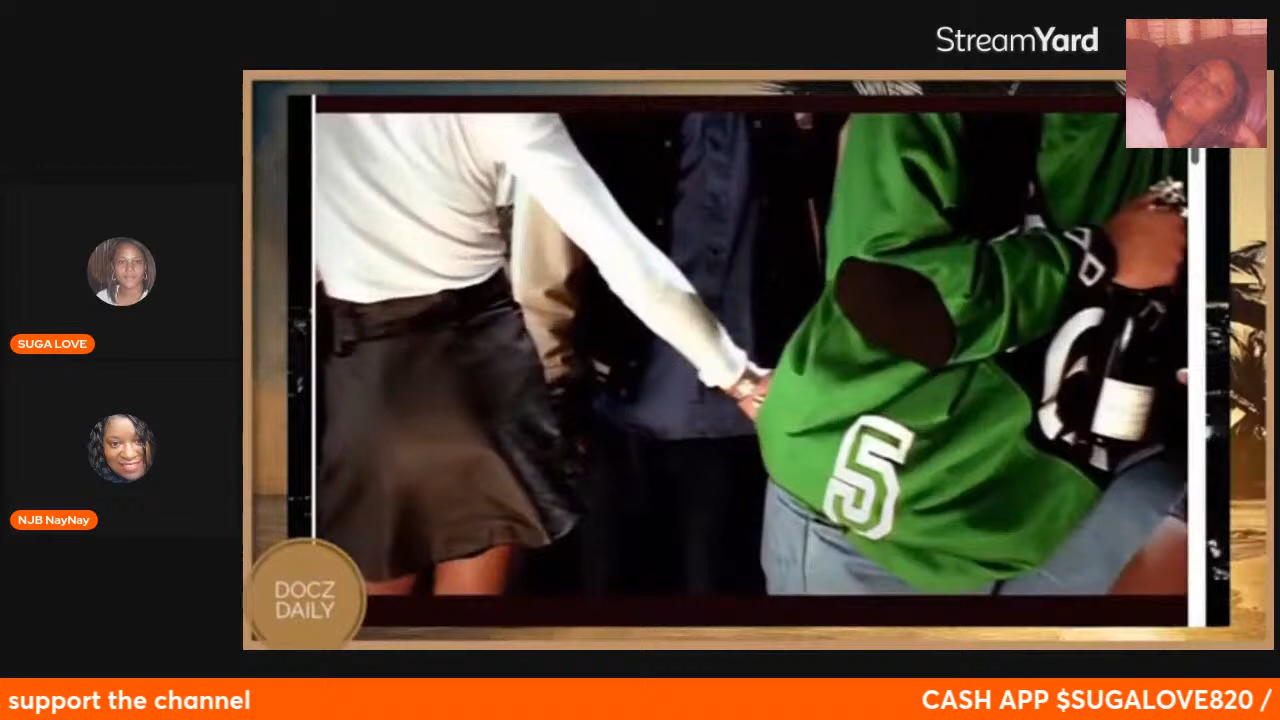 StreamYard
SUGA LOVE
NJB NayNay
5
DOCZ
DAILY
support the channel
CASH APP $SUGALOVE820 /